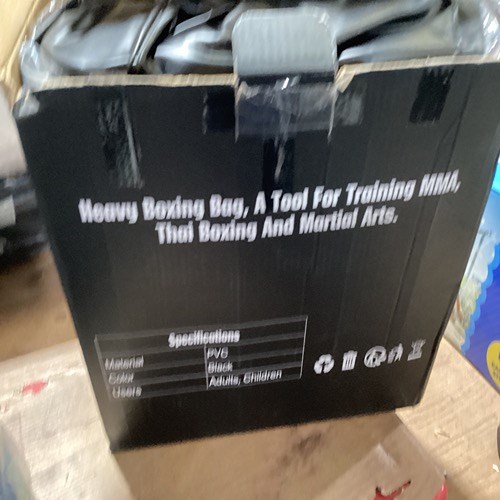 Heavy Boxing Bag, A Tool For Training MMA,
Thai Boxing And Martial Arts.
Specifications
Material PVC
Color Black
Users Adults, Children